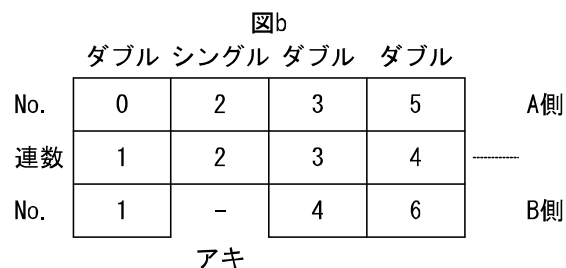 図b
ダブル シングル ダブル ダブル
No. 0 2 3 5 A側
連数 1 2 3 4
No. 1 - 4 6 B側
アキ